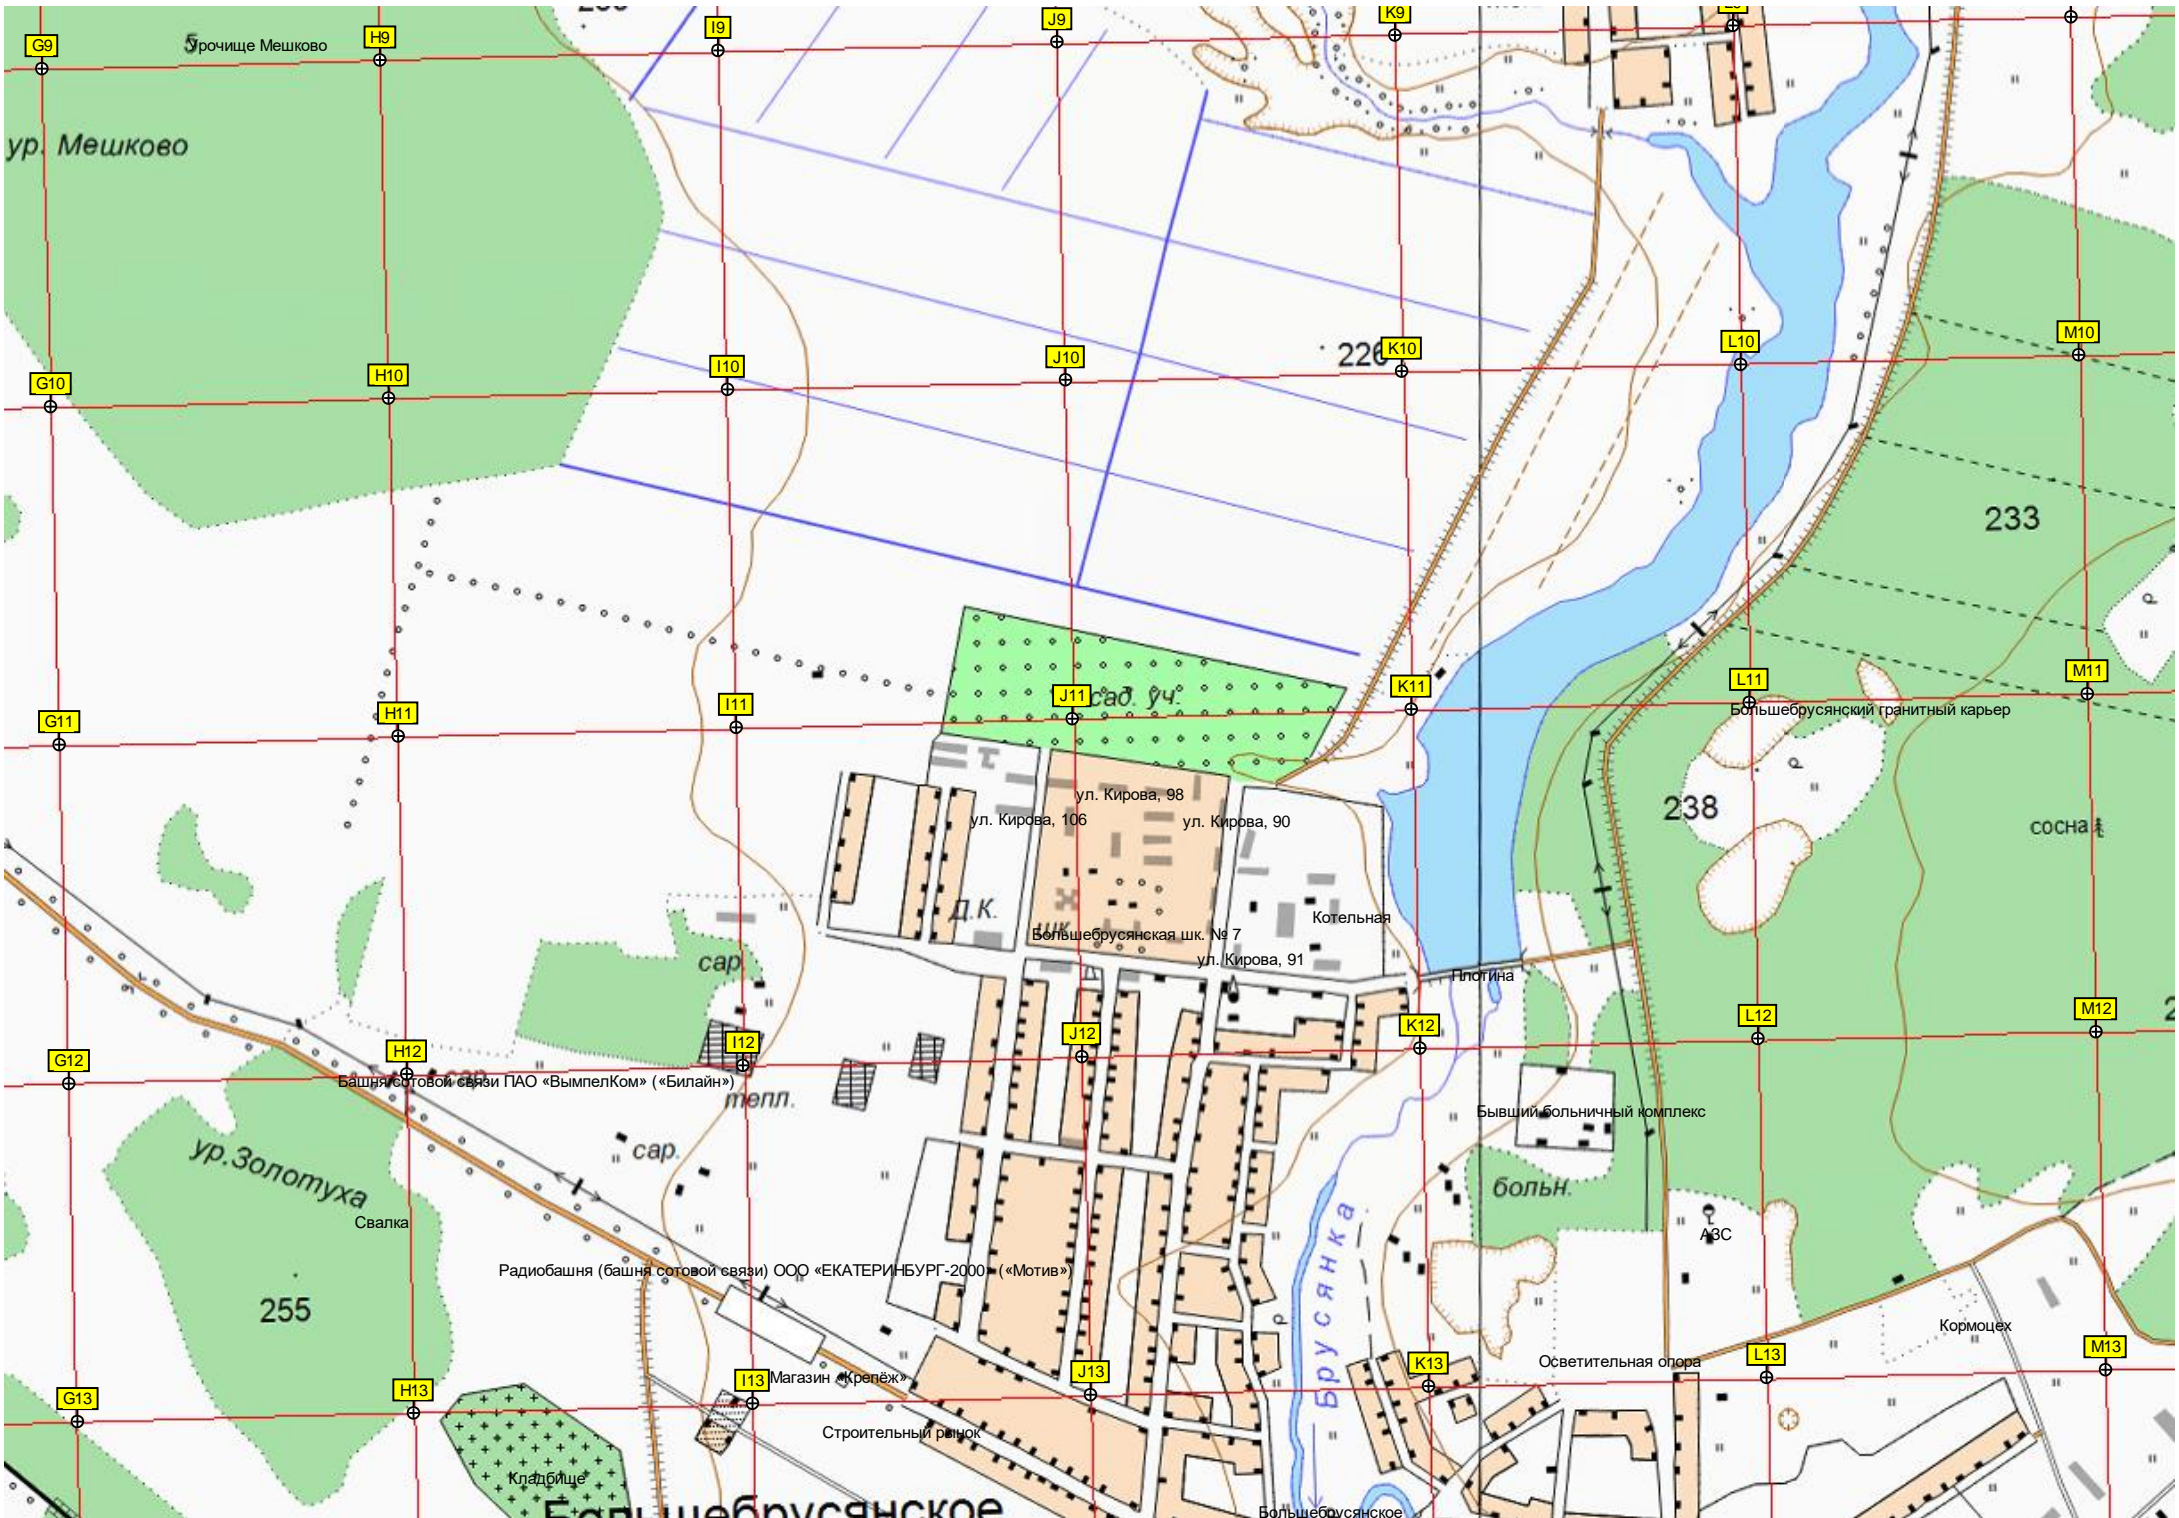 G9
Урочище Мешково
H9
I9
J9
K9
ур. Мешково
G10
H10
I10
J10
226
K10
L10
M10
233
G11
H11
I11
J11
сад. уч.
K11
L11
M11
Большебрусянский гранитный карьер
ул. Кирова, 98
ул. Кирова, 106
ул. Кирова, 90
238
сосна
Д.К.
шк.
Котельная
Большебрусянская шк. № 7
ул. Кирова, 91
сар.
Плотина
G12
H12
I12
J12
K12
L12
M12
сар.
Башня сотовой связи ПАО «ВымпелКом» («Билайн»)
тепл.
Бывший больничный комплекс
ур.Золотуха
сар.
больн.
Свалка
АЗС
Радиобашня (башня сотовой связи) ООО «ЕКАТЕРИНБУРГ-2000» («Мотив»)
Брусянка
255
Кормоцех
Осветительная опора
G13
H13
I13
Магазин «Крепёж»
J13
K13
L13
M13
Строительный рынок
Кладбище
Большебрусянское
Большебрусянское